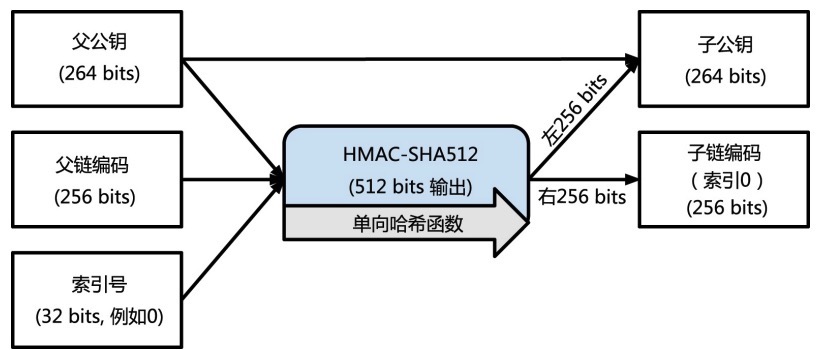 父公钥
(264 bits)
父链编码
(256 bits)
索引号
(32 bits, 例如0)
HMAC-SHA512
(512 bits 输出)
单向哈希函数
左256 bits
右256 bits
子公钥
(264 bits)
子链编码
（索引0）
(256 bits)